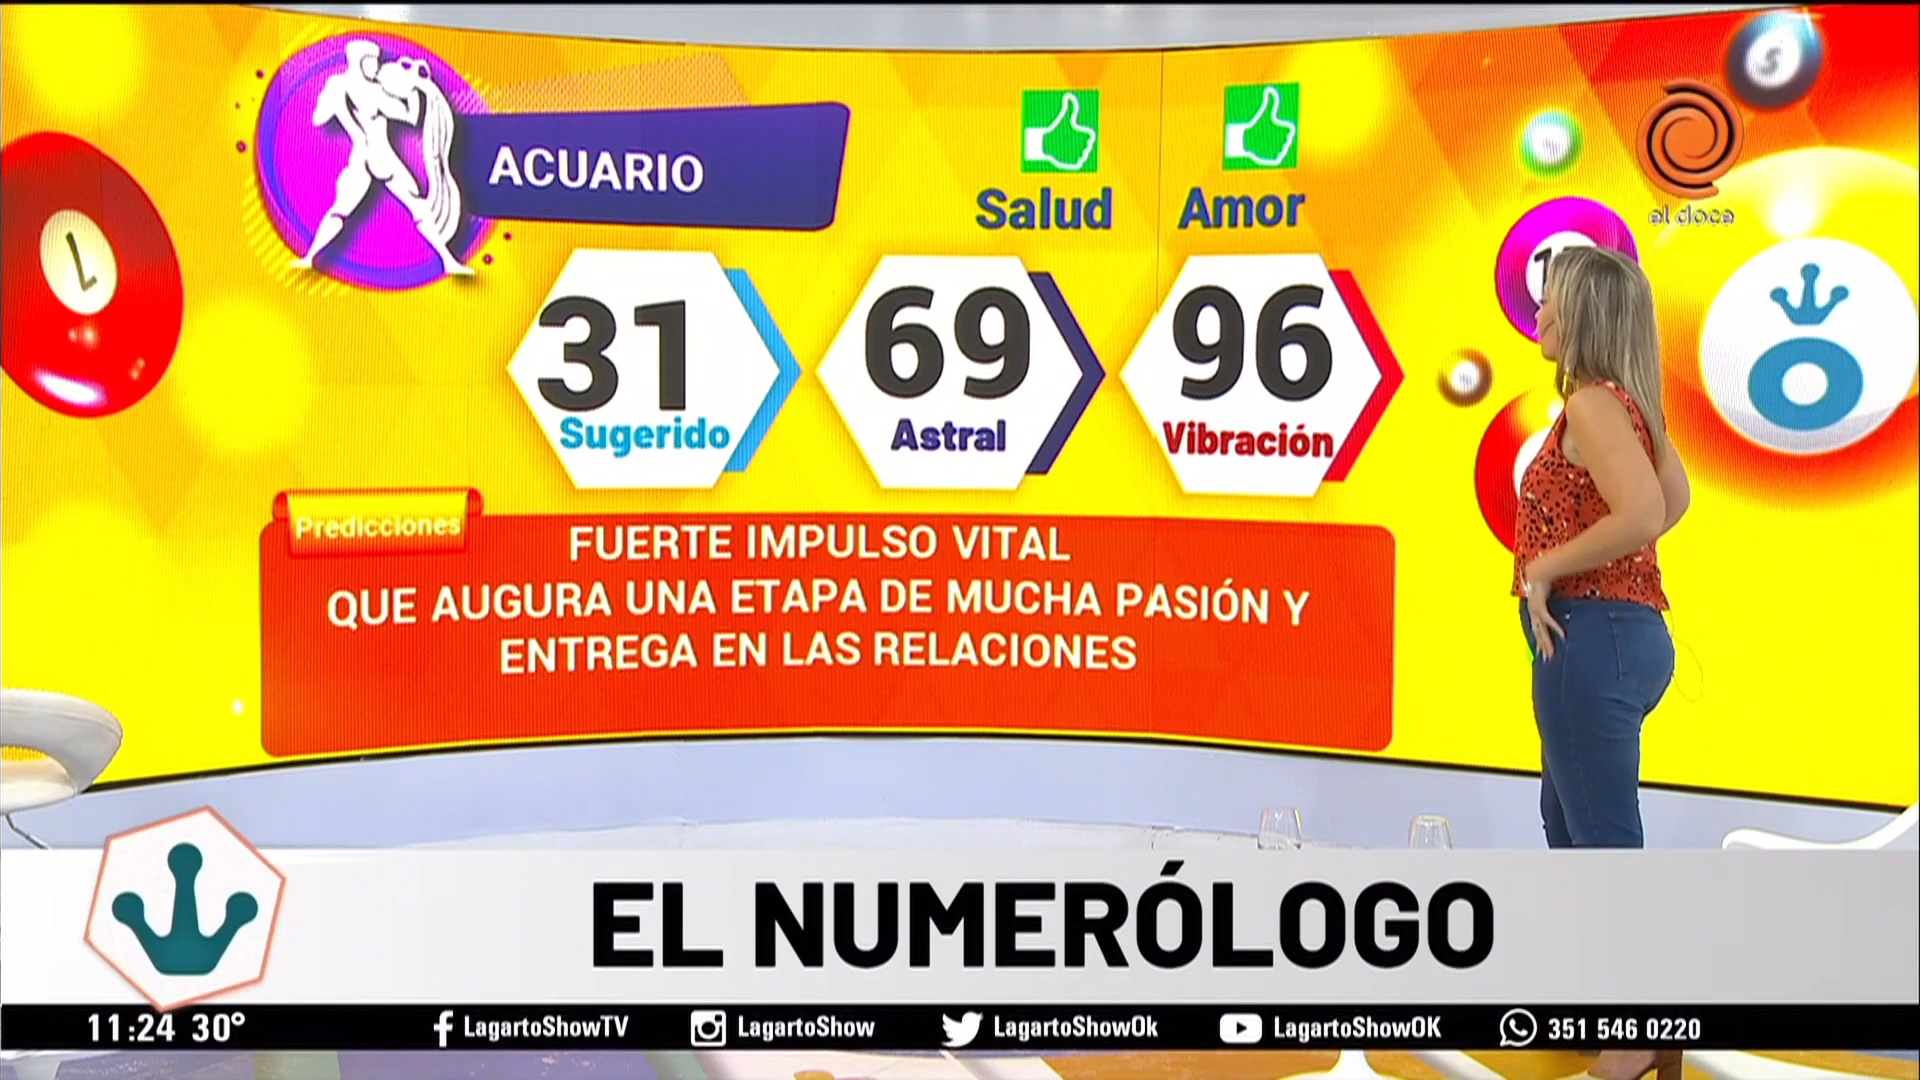 ACUARIO
Salud
Amor
el doce
31
Sugerido
69
Astral
96
Vibración
Predicciones
FUERTE IMPULSO VITAL
QUE AUGURA UNA ETAPA DE MUCHA PASIÓN Y
ENTREGA EN LAS RELACIONES
EL NUMERÓLOGO
11:24 30°
LagartoShowTV
LagartoShow
LagartoShowOk
LagartoShowOK
351 546 0220